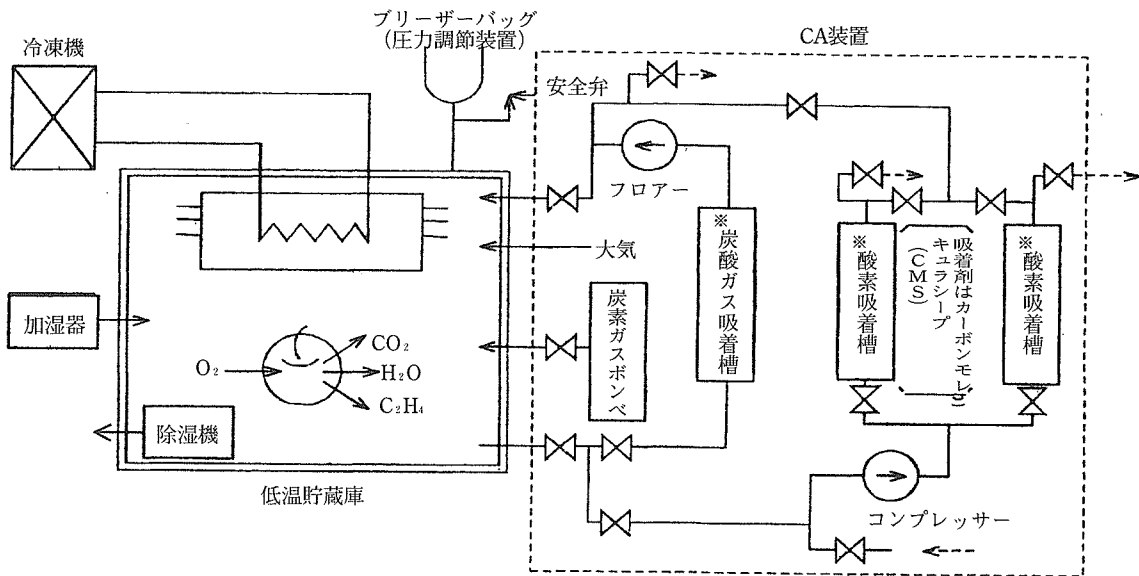 ブリーザーバッグ
(圧力調節装置)
冷凍機
CA装置
安全弁
フロアー
大気
※炭酸ガス吸着槽
※酸素吸着槽
吸着剤はカーボンモレ
キュラシーブ
(CMS)
※酸素吸着槽
炭素ガスボンベ
加湿器
O₂
CO₂
H₂O
C₂H₄
除湿機
低温貯蔵庫
コンプレッサー